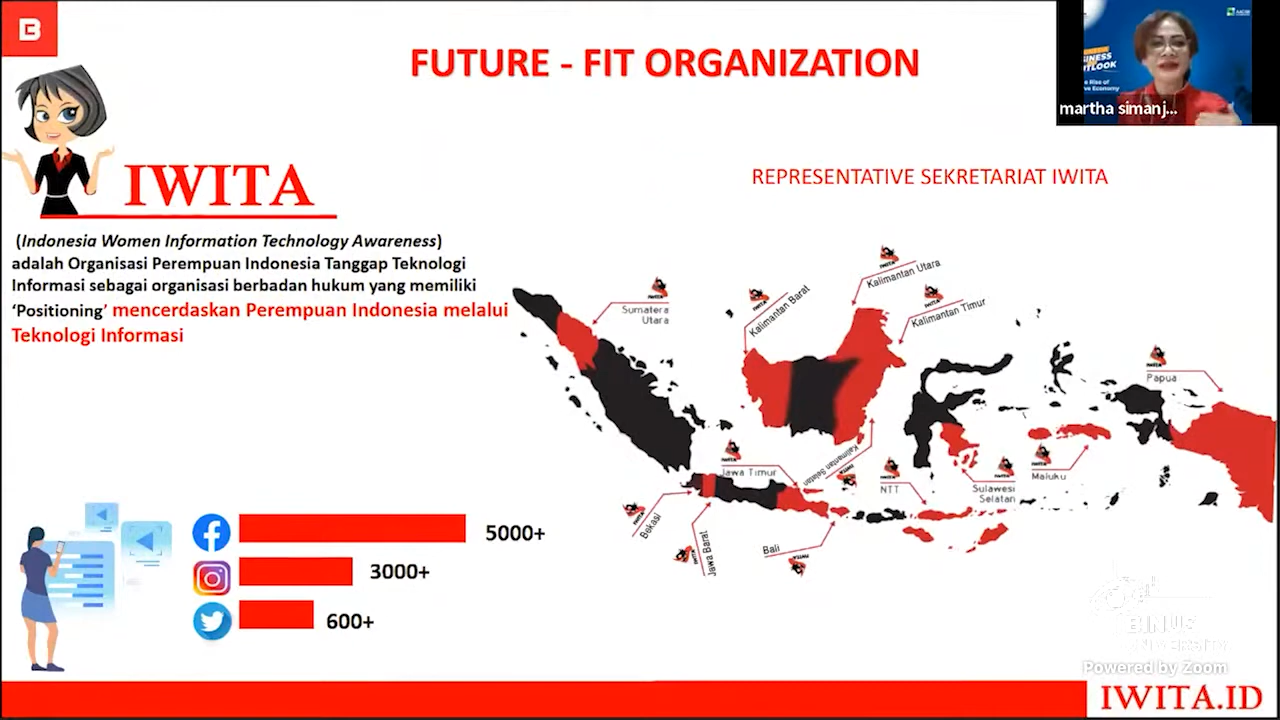 FUTURE - FIT ORGANIZATION
martha simanj...
IWITA
(Indonesia Women Information Technology Awareness)
adalah Organisasi Perempuan Indonesia Tanggap Teknologi
Informasi sebagai organisasi berbadan hukum yang memiliki
‘Positioning’ mencerdaskan Perempuan Indonesia melalui
Teknologi Informasi
REPRESENTATIVE SEKRETARIAT IWITA
Sumatera
Utara
Kalimantan Barat
Kalimantan Utara
Kalimantan Timur
Papua
Jawa Timur
Kalimantan Selatan
NTT
Sulawesi
Selatan
Maluku
Bekasi
Jawa Barat
Bali
5000+
3000+
600+
BINUS
UNIVERSITY
Powered by Zoom
IWITA.ID